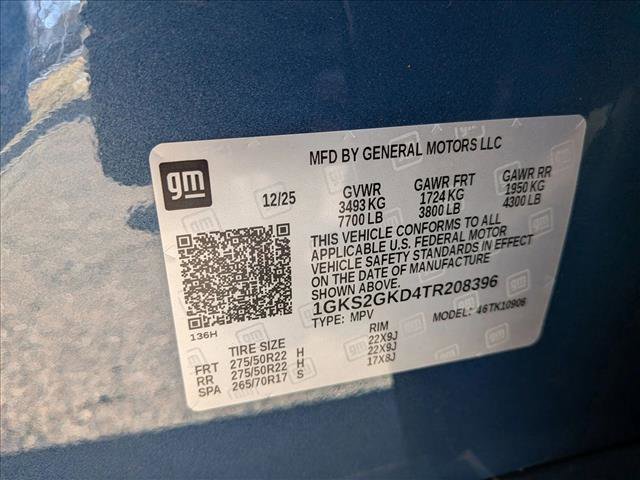 MFD BY GENERAL MOTORS LLC
gm
12/25
GVWR
3493 KG
7700 LB
GAWR FRT
1724 KG
3800 LB
GAWR RR
1950 KG
4300 LB
THIS VEHICLE CONFORMS TO ALL
APPLICABLE U.S. FEDERAL MOTOR
VEHICLE SAFETY STANDARDS IN EFFECT
ON THE DATE OF MANUFACTURE
SHOWN ABOVE.
1GKS2GKD4TR208396
TYPE: MPV
MODEL: 46TK10906
136H
TIRE SIZE
RIM
FRT 275/50R22 H 22X9J
RR 275/50R22 H 22X9J
SPA 265/70R17 S 17X8J